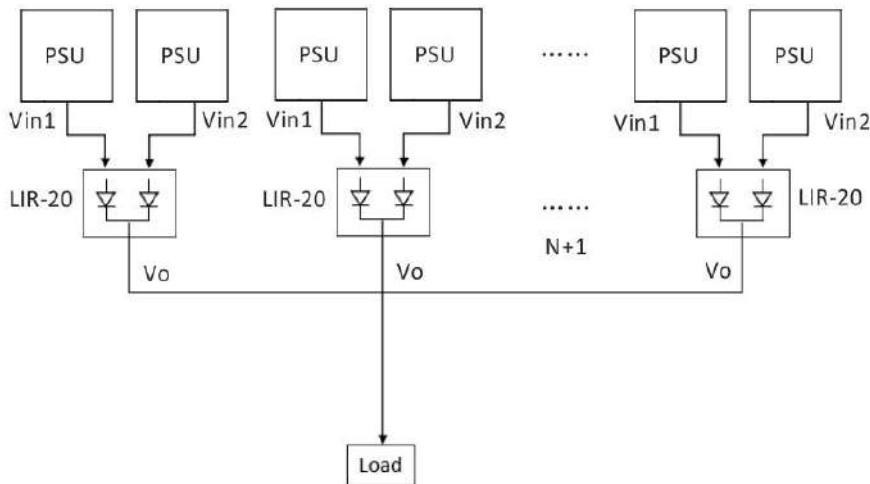 PSU PSU PSU PSU ...... PSU PSU
Vin1 Vin2 Vin1 Vin2 Vin1 Vin2
LIR-20 LIR-20 ...... LIR-20
N+1
Vo Vo Vo
Load